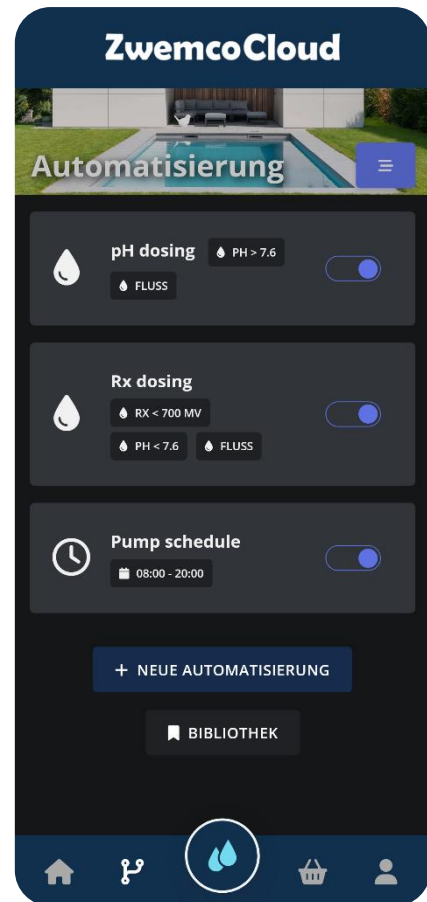 ZwemcoCloud
Automatisierung
pH dosing PH > 7.6
FLUSS
Rx dosing
RX < 700 MV
PH < 7.6 FLUSS
Pump schedule
08:00 - 20:00
+ NEUE AUTOMATISIERUNG
BIBLIOTHEK